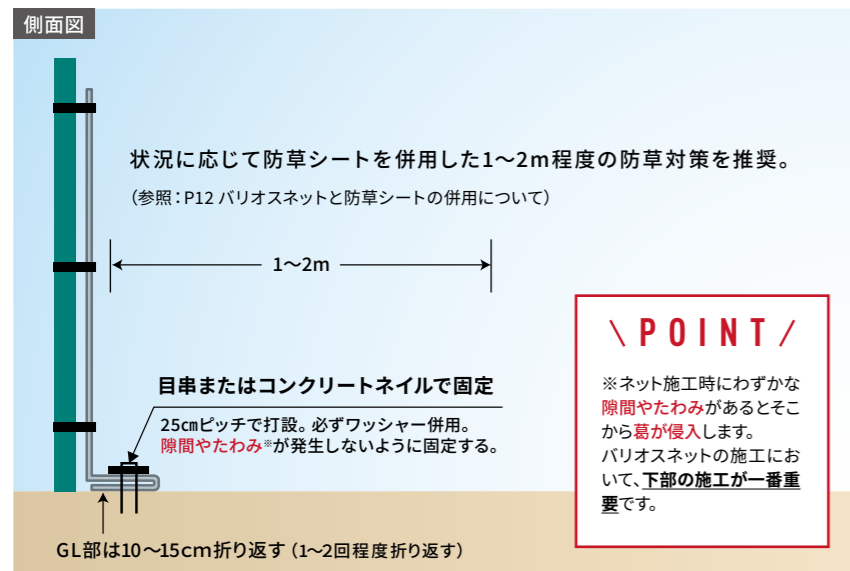 側面図
状況に応じて防草シートを併用した1〜2m程度の防草対策を推奨。
（参照：P12 バリオスネットと防草シートの併用について）
1〜2m
目串またはコンクリートネイルで固定
25㎝ピッチで打設。必ずワッシャー併用。
隙間やたわみ※が発生しないように固定する。
GL部は10〜15cm折り返す（1〜2回程度折り返す）
\ POINT /
※ネット施工時にわずかな
隙間やたわみがあるとそこ
から葛が侵入します。
バリオスネットの施工にお
いて、下部の施工が一番重
要です。